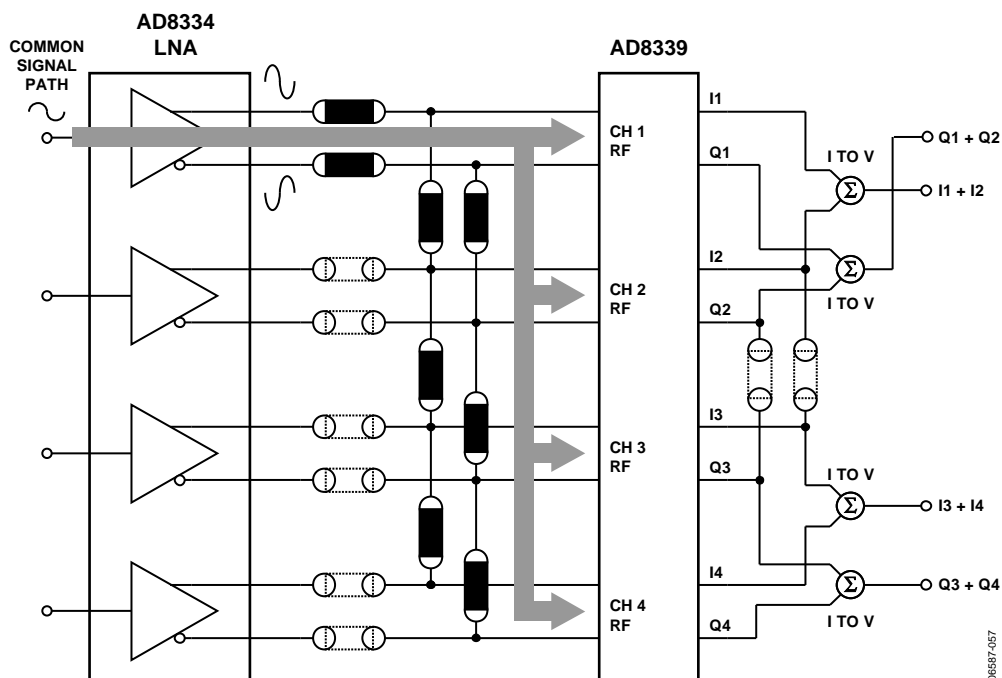 AD8334
LNA
COMMON
SIGNAL
PATH
AD8339
CH 1
RF
CH 2
RF
CH 3
RF
CH 4
RF
I1
Q1
I2
Q2
I3
Q3
I4
Q4
I TO V
Σ
Σ
I TO V
I TO V
Σ
Σ
I TO V
Q1 + Q2
I1 + I2
I3 + I4
Q3 + Q4
06587-057